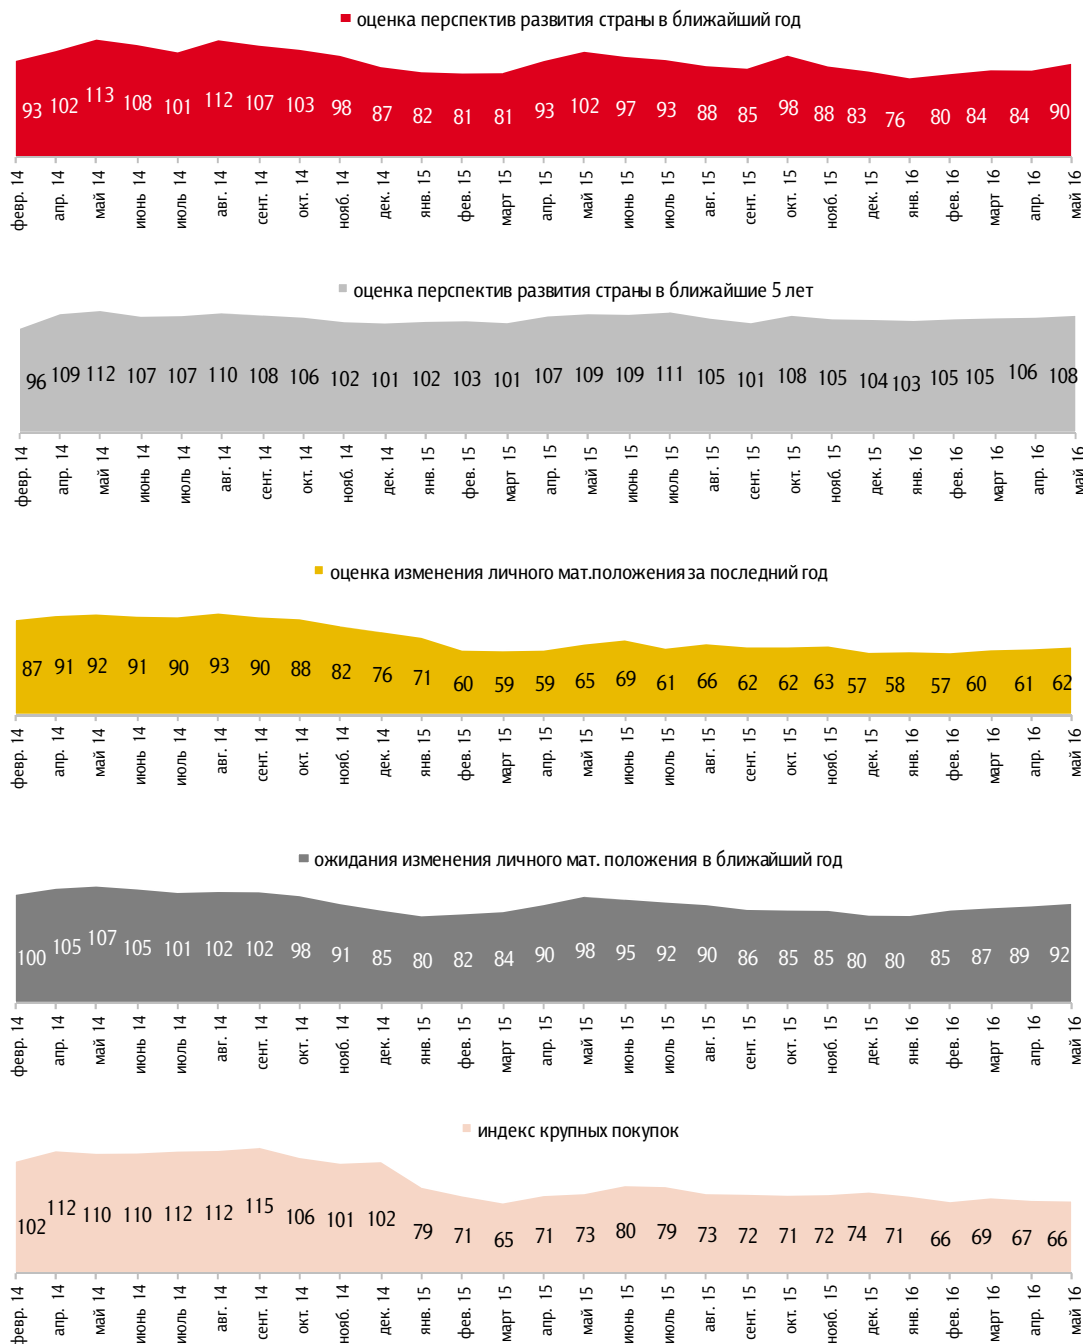 оценка перспектив развития страны в ближайший год
93 102 113 108 101 112 107 103 98 87 82 81 81 93 102 97 93 88 85 98 88 83 76 80 84 84 90
февр. 14 апр. 14 май 14 июнь 14 июль 14 авг. 14 сент. 14 окт. 14 нояб. 14 дек. 14 янв. 15 фев. 15 март 15 апр. 15 май 15 июнь 15 июль 15 авг. 15 сент. 15 окт. 15 нояб. 15 дек. 15 янв. 16 фев. 16 март 16 апр. 16 май 16
оценка перспектив развития страны в ближайшие 5 лет
96 109 112 107 107 110 108 106 102 101 102 103 101 107 109 109 111 105 101 108 105 104 103 105 105 106 108
февр. 14 апр. 14 май 14 июнь 14 июль 14 авг. 14 сент. 14 окт. 14 нояб. 14 дек. 14 янв. 15 фев. 15 март 15 апр. 15 май 15 июнь 15 июль 15 авг. 15 сент. 15 окт. 15 нояб. 15 дек. 15 янв. 16 фев. 16 март 16 апр. 16 май 16
оценка изменения личного мат.положения за последний год
87 91 92 91 90 93 90 88 82 76 71 60 59 59 65 69 61 66 62 62 63 57 58 57 60 61 62
февр. 14 апр. 14 май 14 июнь 14 июль 14 авг. 14 сент. 14 окт. 14 нояб. 14 дек. 14 янв. 15 фев. 15 март 15 апр. 15 май 15 июнь 15 июль 15 авг. 15 сент. 15 окт. 15 нояб. 15 дек. 15 янв. 16 фев. 16 март 16 апр. 16 май 16
ожидания изменения личного мат. положения в ближайший год
100 105 107 105 101 102 102 98 91 85 80 82 84 90 98 95 92 90 86 85 85 80 80 85 87 89 92
февр. 14 апр. 14 май 14 июнь 14 июль 14 авг. 14 сент. 14 окт. 14 нояб. 14 дек. 14 янв. 15 фев. 15 март 15 апр. 15 май 15 июнь 15 июль 15 авг. 15 сент. 15 окт. 15 нояб. 15 дек. 15 янв. 16 фев. 16 март 16 апр. 16 май 16
индекс крупных покупок
102 112 110 110 112 112 115 106 101 102 79 71 65 71 73 80 79 73 72 71 72 74 71 66 69 67 66
февр. 14 апр. 14 май 14 июнь 14 июль 14 авг. 14 сент. 14 окт. 14 нояб. 14 дек. 14 янв. 15 фев. 15 март 15 апр. 15 май 15 июнь 15 июль 15 авг. 15 сент. 15 окт. 15 нояб. 15 дек. 15 янв. 16 фев. 16 март 16 апр. 16 май 16